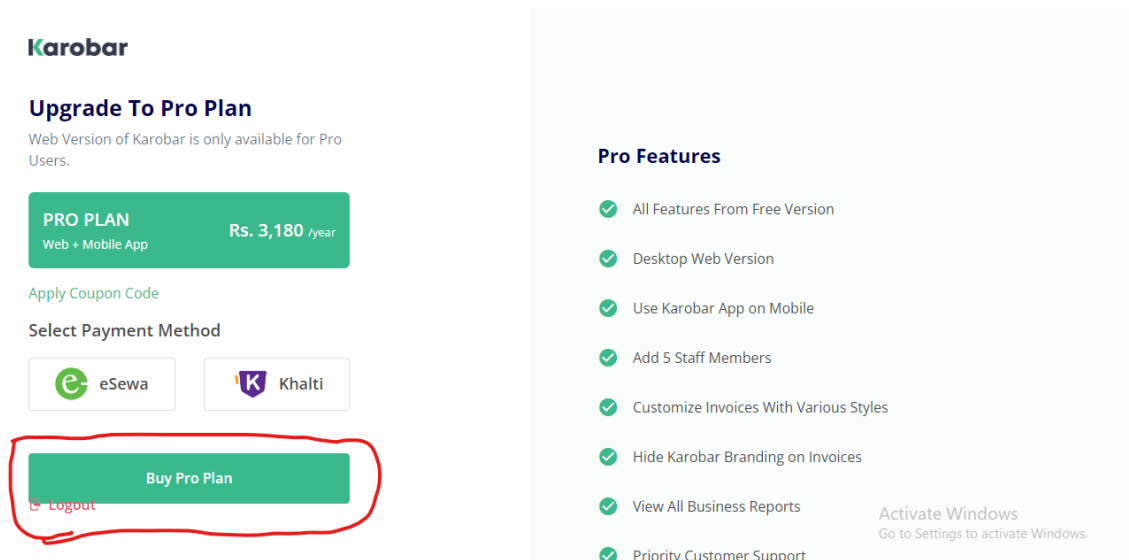 Karobar
Upgrade To Pro Plan
Web Version of Karobar is only available for Pro
Users.
PRO PLAN
Web + Mobile App
Rs. 3,180 /year
Apply Coupon Code
Select Payment Method
eSewa
Khalti
Buy Pro Plan
Logout
Pro Features
All Features From Free Version
Desktop Web Version
Use Karobar App on Mobile
Add 5 Staff Members
Customize Invoices With Various Styles
Hide Karobar Branding on Invoices
View All Business Reports
Priority Customer Support
Activate Windows
Go to Settings to activate Windows.